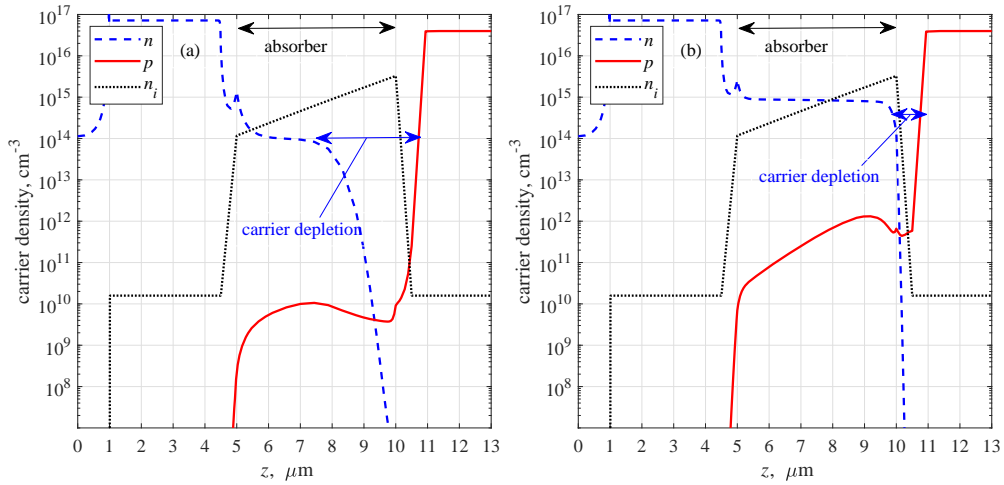 absorber
(a)
n
p
n_i
10^16
10^15
10^14
10^13
10^12
10^11
10^10
10^9
10^8
carrier density, cm^-3
carrier depletion
0 1 2 3 4 5 6 7 8 9 10 11 12 13
z, μm
absorber
(b)
n
p
n_i
10^17
10^16
10^15
10^14
10^13
10^12
10^11
10^10
10^9
10^8
carrier density, cm^-3
carrier depletion
0 1 2 3 4 5 6 7 8 9 10 11 12 13
z, μm